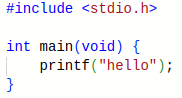 #include <stdio.h>

int main(void) {
    printf("hello");
}